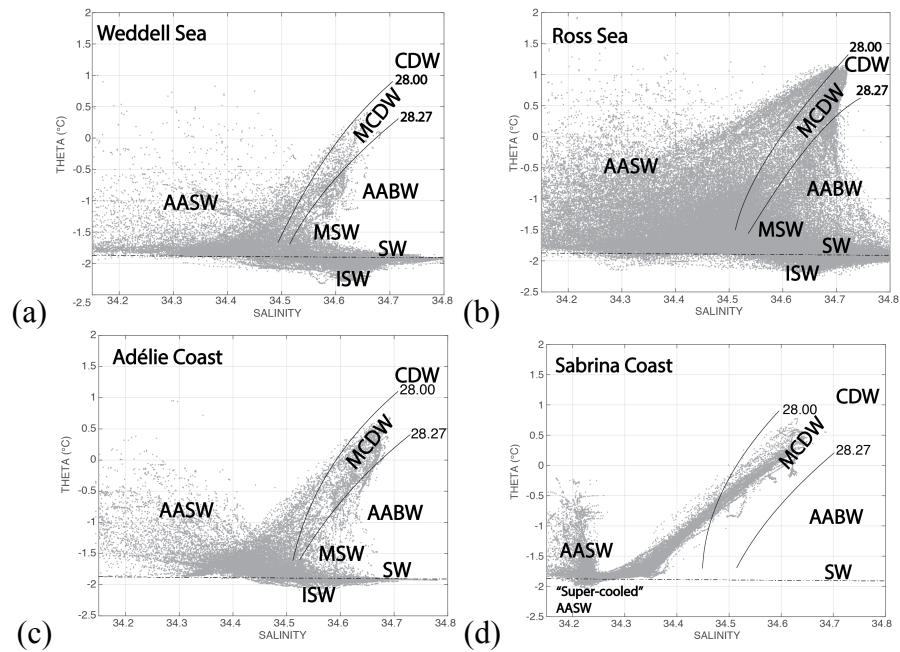 Weddell Sea
2
1.5
1
0.5
0
-0.5
-1
-1.5
-2
-2.5
THETA (°C)
CDW
28.00
MCDW
28.27
AASW
AABW
MSW
SW
ISW
34.2 34.3 34.4 34.5 34.6 34.7 34.8
SALINITY
(a)
Ross Sea
2
1.5
1
0.5
0
-0.5
-1
-1.5
-2
-2.5
THETA (°C)
28.00
CDW
28.27
MCDW
AASW
AABW
MSW
SW
ISW
34.2 34.3 34.4 34.5 34.6 34.7 34.8
SALINITY
(b)
Adélie Coast
2
1.5
1
0.5
0
-0.5
-1
-1.5
-2
-2.5
THETA (°C)
CDW
28.00
MCDW
28.27
AASW
AABW
MSW
SW
ISW
34.2 34.3 34.4 34.5 34.6 34.7 34.8
SALINITY
(c)
Sabrina Coast
2
1.5
1
0.5
0
-0.5
-1
-1.5
-2
-2.5
THETA (°C)
CDW
28.00
MCDW
28.27
AABW
AASW
SW
"Super-cooled"
AASW
34.2 34.3 34.4 34.5 34.6 34.7 34.8
SALINITY
(d)